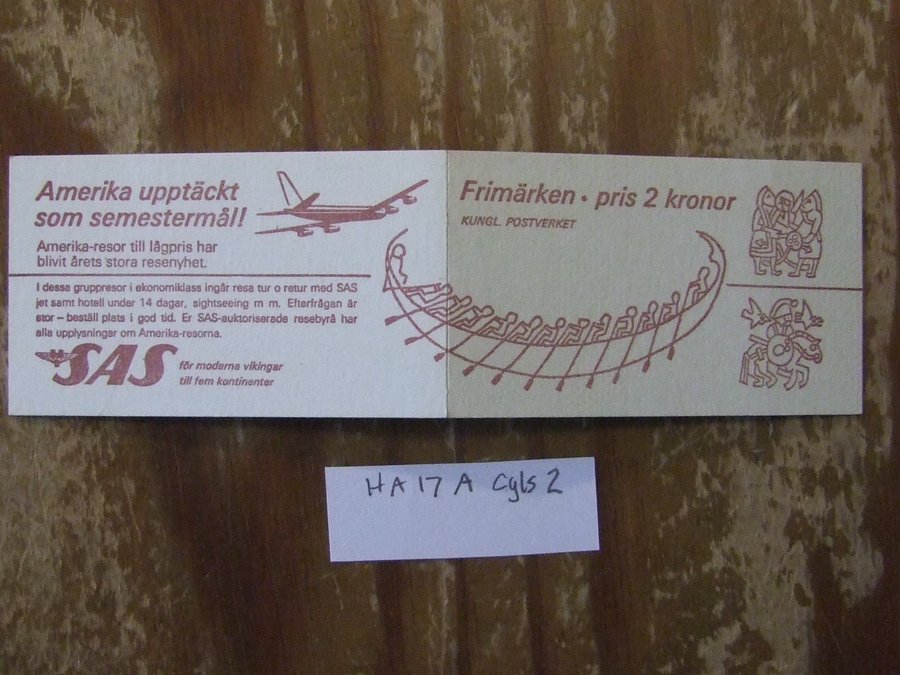 Amerika upptäckt
som semestermål!
Amerika-resor till lågpris har
blivit årets stora resenyhet.
I dessa gruppresor i ekonomiklass ingår resa tur o retur med SAS
jet samt hotell under 14 dagar, sightseeing m m. Efterfrågan är
stor – beställ plats i god tid. Er SAS-auktoriserade resebyrå har
alla upplysningar om Amerika-resorna.
SAS
för moderna vikingar
till fem kontinenter
Frimärken • pris 2 kronor
KUNGL. POSTVERKET
HA 17 A Cyls 2